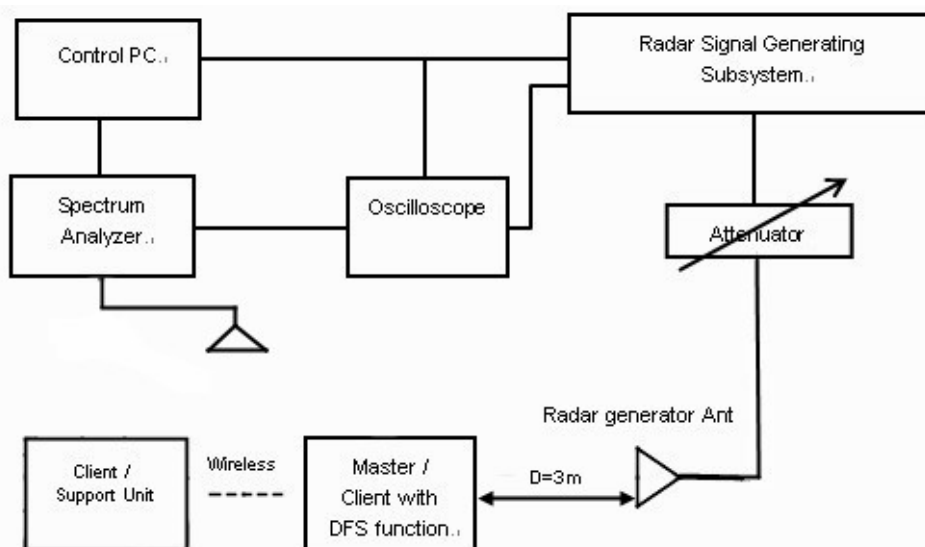 Control PC
Radar Signal Generating
Subsystem
Spectrum
Analyzer
Oscilloscope
Attenuator
Radar generator Ant
Client /
Support Unit
Wireless
Master /
Client with
DFS function
D=3m